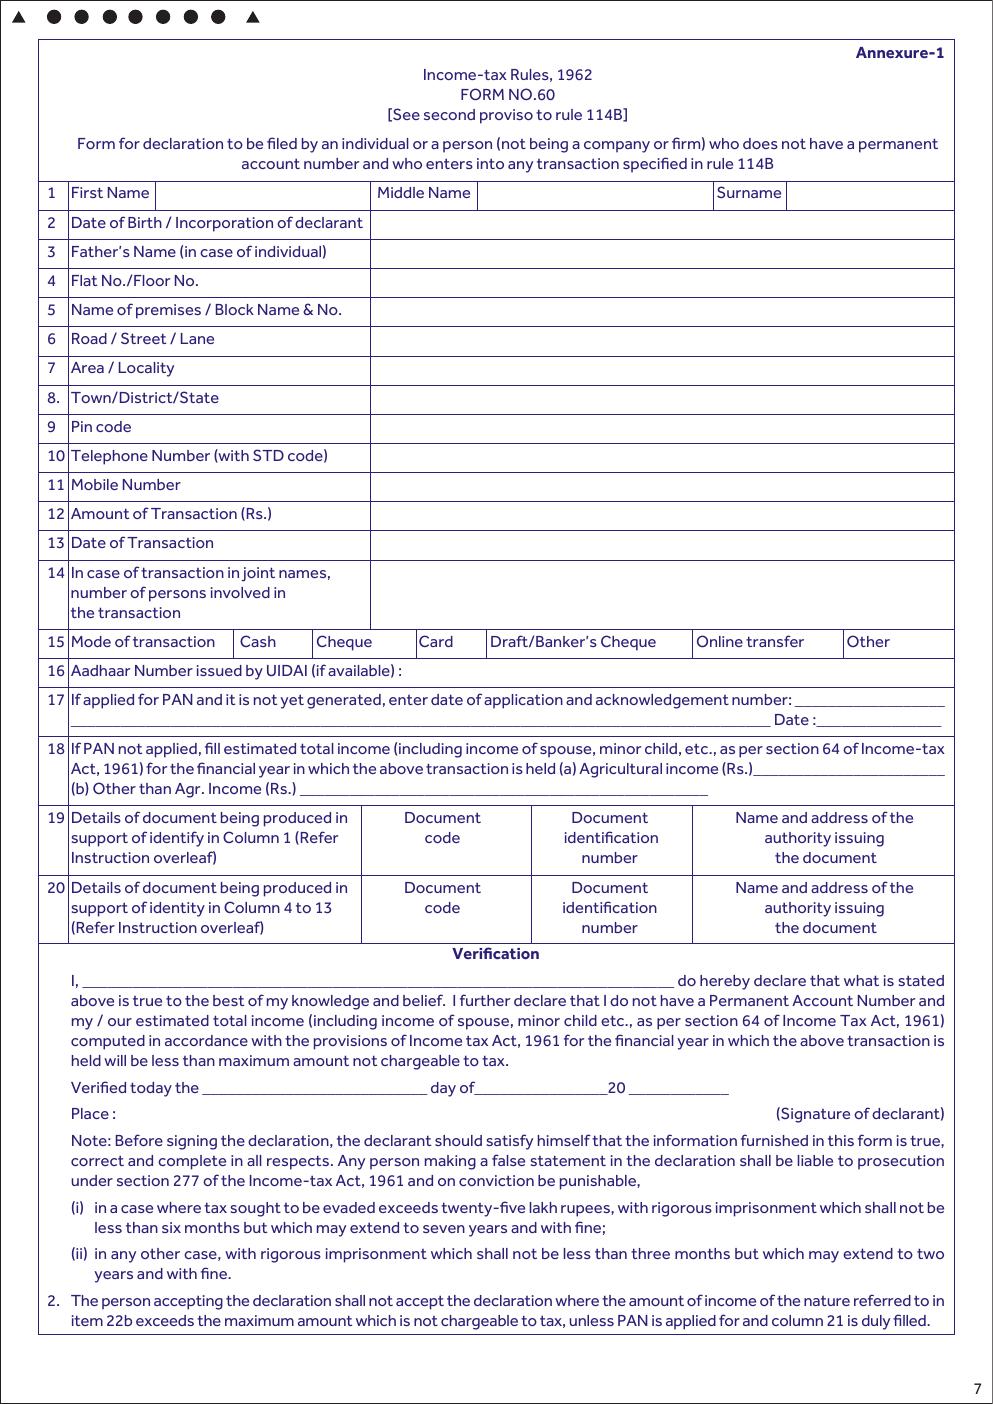 Annexure-1
Income-tax Rules, 1962
FORM NO.60
[See second proviso to rule 114B]
Form for declaration to be filed by an individual or a person (not being a company or firm) who does not have a permanent
account number and who enters into any transaction specified in rule 114B
1 First Name Middle Name Surname
2 Date of Birth / Incorporation of declarant
3 Father's Name (in case of individual)
4 Flat No./Floor No.
5 Name of premises / Block Name & No.
6 Road / Street / Lane
7 Area / Locality
8. Town/District/State
9 Pin code
10 Telephone Number (with STD code)
11 Mobile Number
12 Amount of Transaction (Rs.)
13 Date of Transaction
14 In case of transaction in joint names,
number of persons involved in
the transaction
15 Mode of transaction Cash Cheque Card Draft/Banker's Cheque Online transfer Other
16 Aadhaar Number issued by UIDAI (if available) :
17 If applied for PAN and it is not yet generated, enter date of application and acknowledgement number: __________________
____________________________________________________________________________________ Date :_______________
18 If PAN not applied, fill estimated total income (including income of spouse, minor child, etc., as per section 64 of Income-tax
Act, 1961) for the financial year in which the above transaction is held (a) Agricultural income (Rs.)_______________________
(b) Other than Agr. Income (Rs.) _________________________________________________
19 Details of document being produced in Document Document Name and address of the
support of identify in Column 1 (Refer code identification authority issuing
Instruction overleaf) number the document
20 Details of document being produced in Document Document Name and address of the
support of identity in Column 4 to 13 code identification authority issuing
(Refer Instruction overleaf) number the document
Verification
I, _______________________________________________________________________ do hereby declare that what is stated
above is true to the best of my knowledge and belief. I further declare that I do not have a Permanent Account Number and
my / our estimated total income (including income of spouse, minor child etc., as per section 64 of Income Tax Act, 1961)
computed in accordance with the provisions of Income tax Act, 1961 for the financial year in which the above transaction is
held will be less than maximum amount not chargeable to tax.
Verified today the ___________________________ day of________________20 ____________
Place : (Signature of declarant)
Note: Before signing the declaration, the declarant should satisfy himself that the information furnished in this form is true,
correct and complete in all respects. Any person making a false statement in the declaration shall be liable to prosecution
under section 277 of the Income-tax Act, 1961 and on conviction be punishable,
(i) in a case where tax sought to be evaded exceeds twenty-five lakh rupees, with rigorous imprisonment which shall not be
less than six months but which may extend to seven years and with fine;
(ii) in any other case, with rigorous imprisonment which shall not be less than three months but which may extend to two
years and with fine.
2. The person accepting the declaration shall not accept the declaration where the amount of income of the nature referred to in
item 22b exceeds the maximum amount which is not chargeable to tax, unless PAN is applied for and column 21 is duly filled.
7